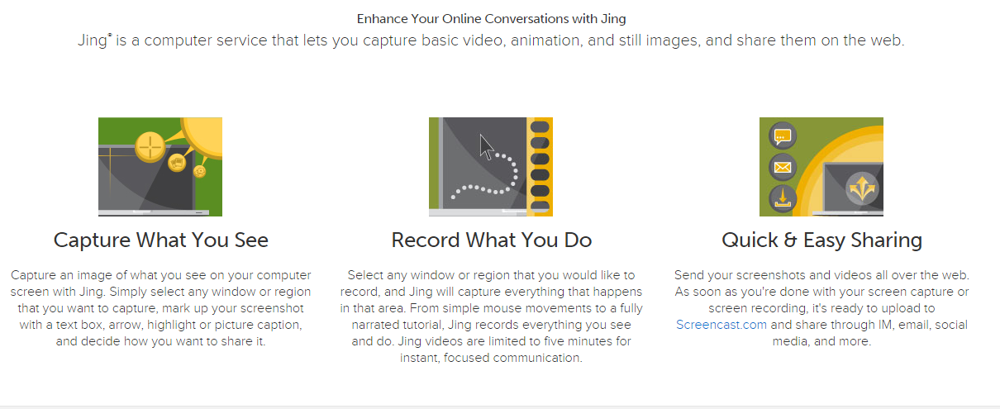 Enhance Your Online Conversations with Jing
Jing® is a computer service that lets you capture basic video, animation, and still images, and share them on the web.
Capture What You See
Capture an image of what you see on your computer
screen with Jing. Simply select any window or region
that you want to capture, mark up your screenshot
with a text box, arrow, highlight or picture caption,
and decide how you want to share it.
Record What You Do
Select any window or region that you would like to
record, and Jing will capture everything that happens
in that area. From simple mouse movements to a fully
narrated tutorial, Jing records everything you see
and do. Jing videos are limited to five minutes for
instant, focused communication.
Quick & Easy Sharing
Send your screenshots and videos all over the web.
As soon as you're done with your screen capture or
screen recording, it's ready to upload to
Screencast.com and share through IM, email, social
media, and more.